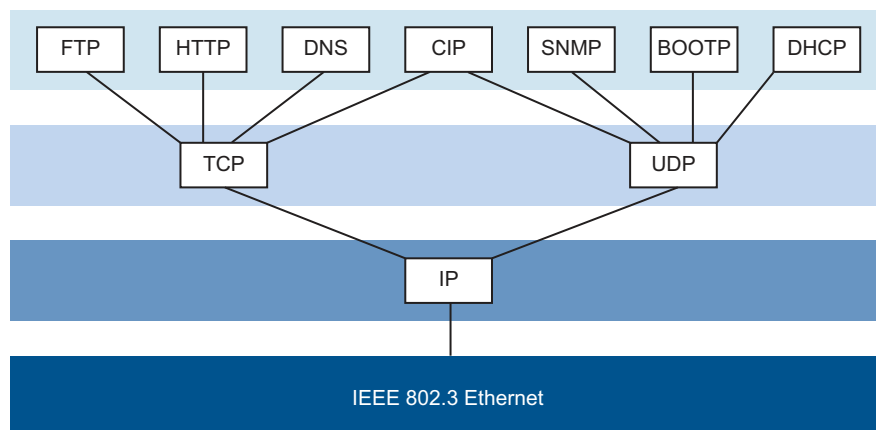 FTP HTTP DNS CIP SNMP BOOTP DHCP
TCP UDP
IP
IEEE 802.3 Ethernet